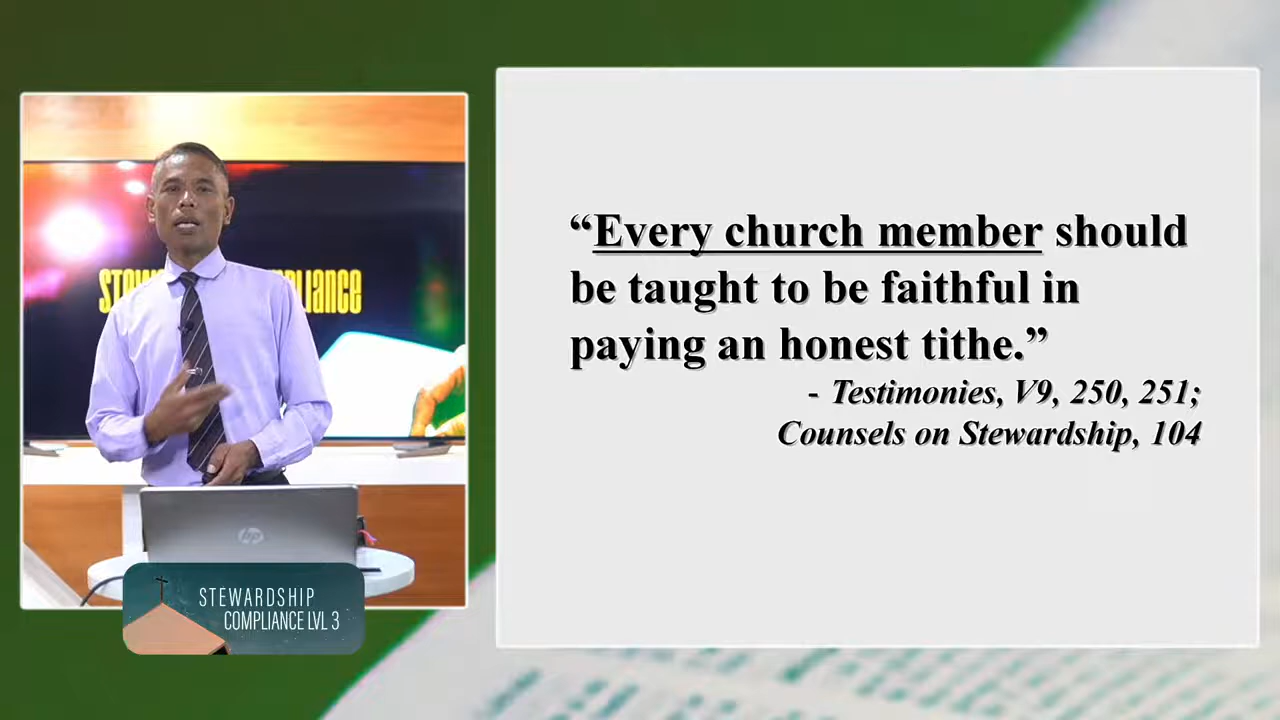 “Every church member should
be taught to be faithful in
paying an honest tithe.”
- Testimonies, V9, 250, 251;
Counsels on Stewardship, 104
hp
STEWARDSHIP
COMPLIANCE LVL 3